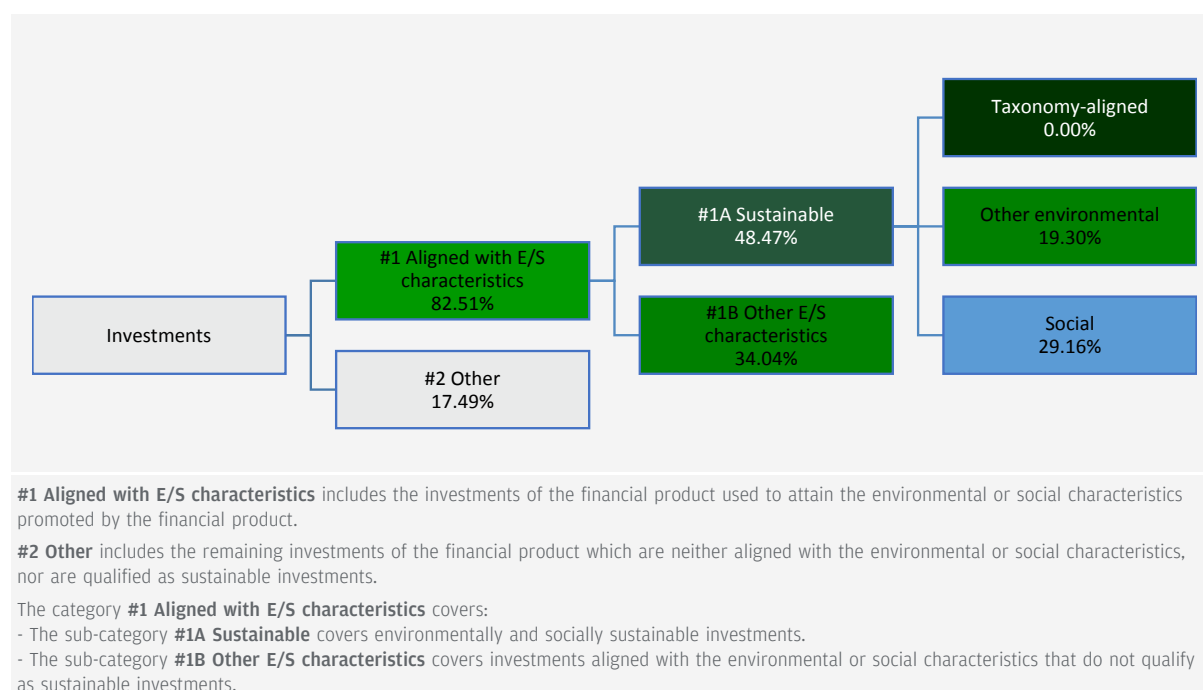 Taxonomy-aligned
0.00%
#1A Sustainable
48.47%
Other environmental
19.30%
#1 Aligned with E/S
characteristics
82.51%
Investments
#1B Other E/S
characteristics
34.04%
Social
29.16%
#2 Other
17.49%
#1 Aligned with E/S characteristics includes the investments of the financial product used to attain the environmental or social characteristics
promoted by the financial product.
#2 Other includes the remaining investments of the financial product which are neither aligned with the environmental or social characteristics,
nor are qualified as sustainable investments.
The category #1 Aligned with E/S characteristics covers:
- The sub-category #1A Sustainable covers environmentally and socially sustainable investments.
- The sub-category #1B Other E/S characteristics covers investments aligned with the environmental or social characteristics that do not qualify
as sustainable investments.